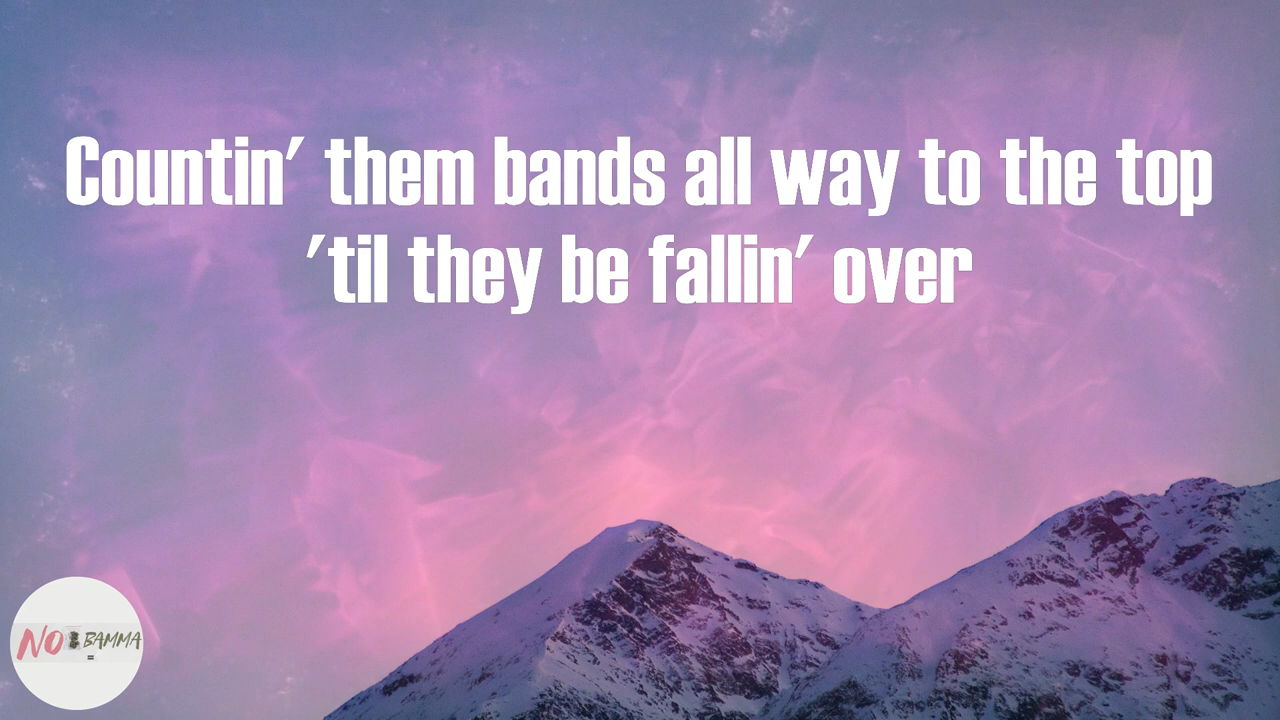 Countin' them bands all way to the top
'til they be fallin' over
NO BAMMA